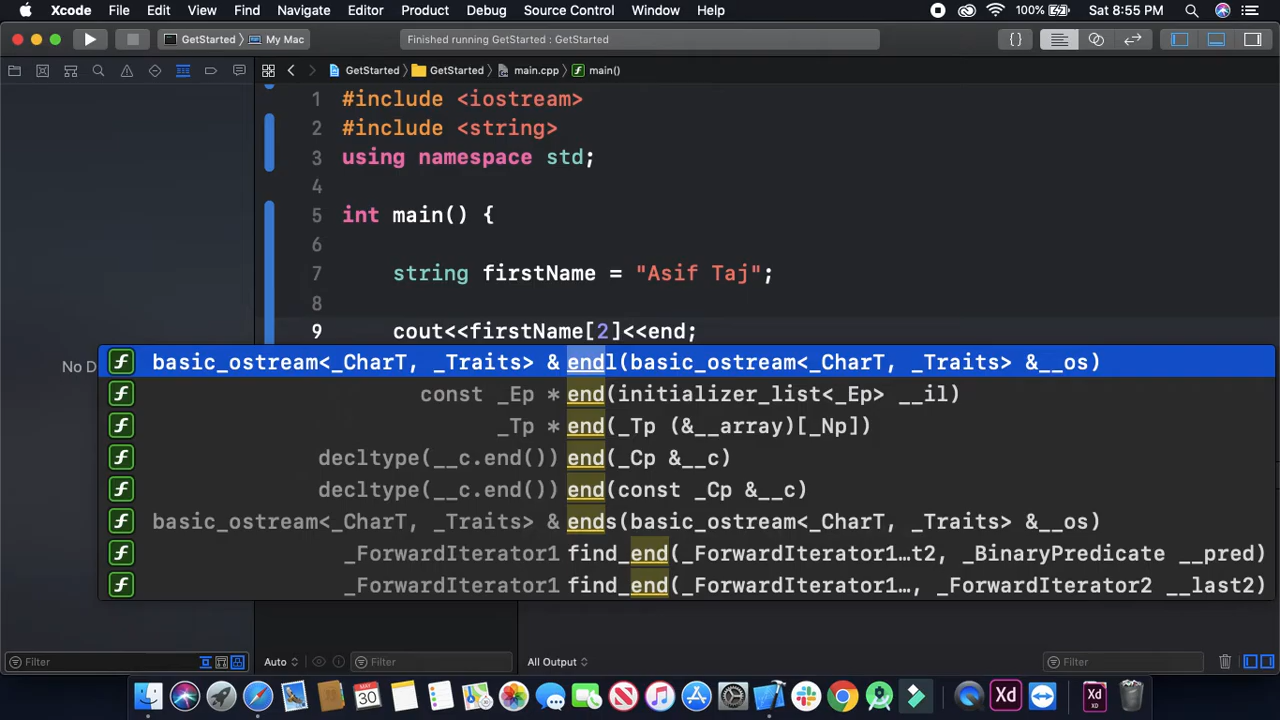 Xcode File Edit View Find Navigate Editor Product Debug Source Control Window Help 100% Sat 8:55 PM
GetStarted My Mac Finished running GetStarted : GetStarted {}
GetStarted GetStarted main.cpp main()
1 #include <iostream>
2 #include <string>
3 using namespace std;
4
5 int main() {
6
7 string firstName = "Asif Taj";
8
9 cout<<firstName[2]<<end;
No D
f basic_ostream<_CharT, _Traits> & endl(basic_ostream<_CharT, _Traits> &__os)
f const _Ep * end(initializer_list<_Ep> __il)
f _Tp * end(_Tp (&__array)[_Np])
f decltype(__c.end()) end(_Cp &__c)
f decltype(__c.end()) end(const _Cp &__c)
f basic_ostream<_CharT, _Traits> & ends(basic_ostream<_CharT, _Traits> &__os)
f _ForwardIterator1 find_end(_ForwardIterator1…t2, _BinaryPredicate __pred)
f _ForwardIterator1 find_end(_ForwardIterator1…, _ForwardIterator2 __last2)
Filter Auto Filter All Output Filter
30 Xd Xd